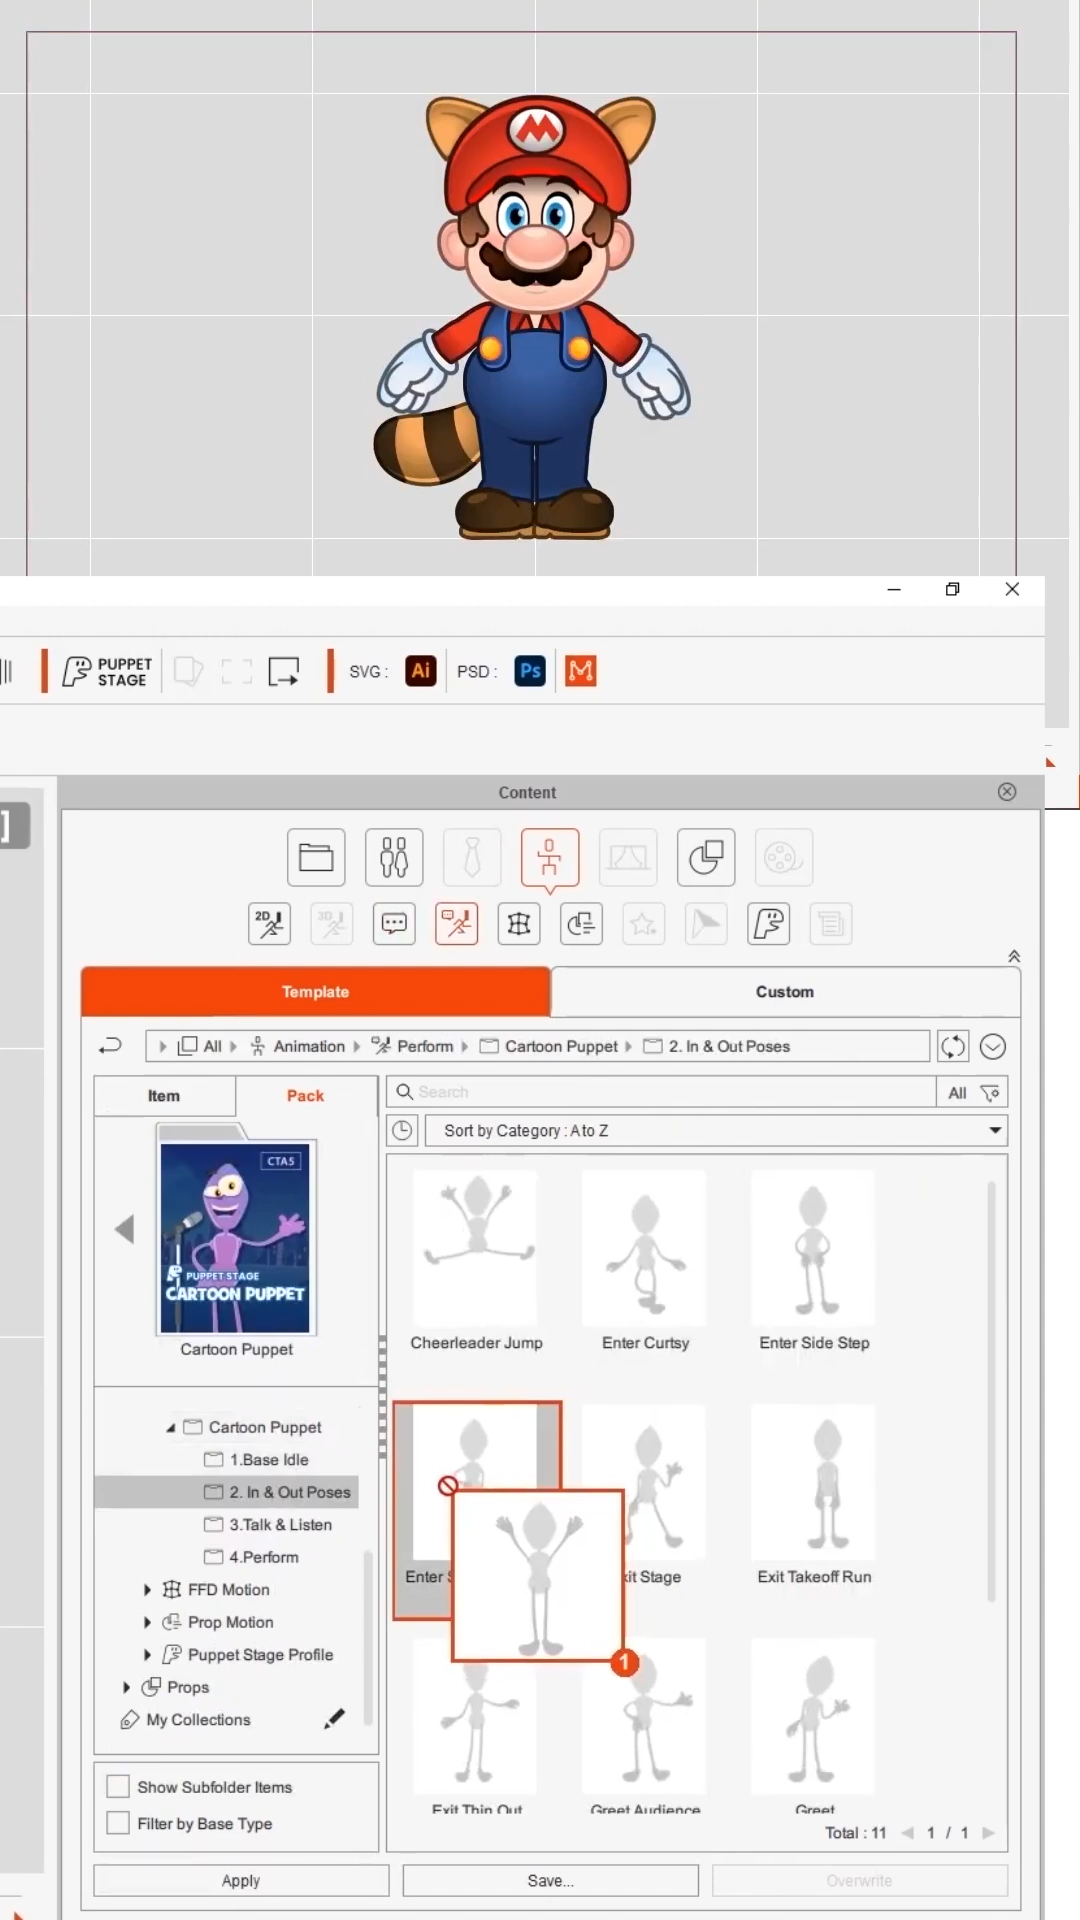 M
PUPPET
STAGE
SVG :
Ai
PSD :
Ps
]
Content
2D
3D
Template
Custom
All
Animation
Perform
Cartoon Puppet
2. In & Out Poses
Item
Pack
Search
All
Sort by Category : A to Z
CTA5
PUPPET STAGE
CARTOON PUPPET
Cartoon Puppet
Cheerleader Jump
Enter Curtsy
Enter Side Step
Cartoon Puppet
1.Base Idle
2. In & Out Poses
3.Talk & Listen
4.Perform
FFD Motion
Prop Motion
Puppet Stage Profile
Props
My Collections
Enter
xit Stage
Exit Takeoff Run
1
Exit Thin Out
Greet Audience
Greet
Show Subfolder Items
Filter by Base Type
Total : 11
1 / 1
Apply
Save...
Overwrite